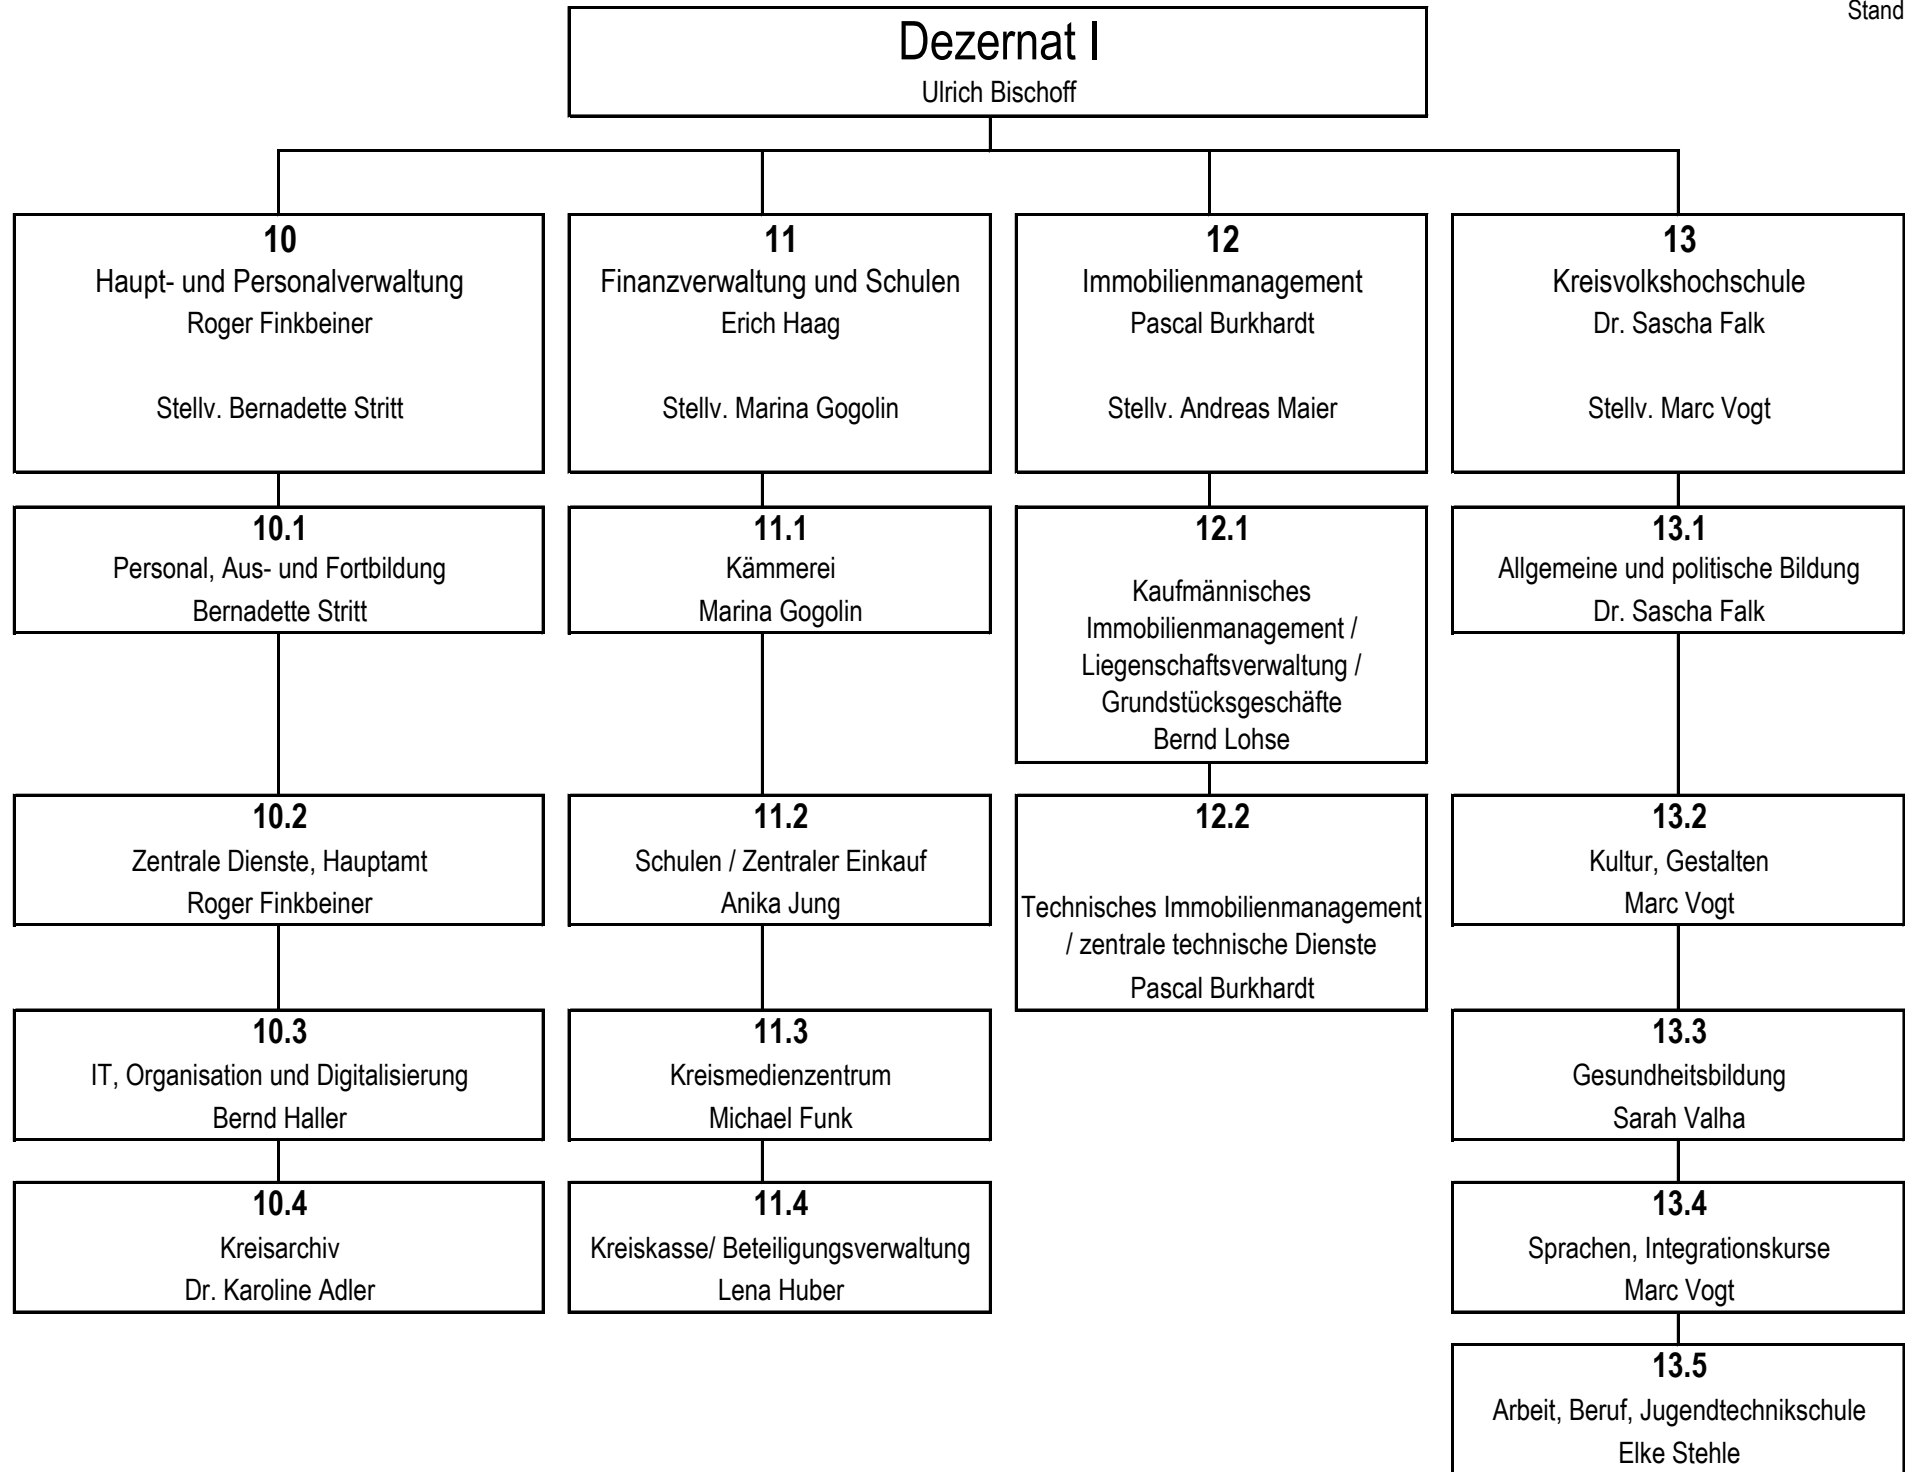 Stand
Dezernat I
Ulrich Bischoff
10
Haupt- und Personalverwaltung
Roger Finkbeiner
Stellv. Bernadette Stritt
11
Finanzverwaltung und Schulen
Erich Haag
Stellv. Marina Gogolin
12
Immobilienmanagement
Pascal Burkhardt
Stellv. Andreas Maier
13
Kreisvolkshochschule
Dr. Sascha Falk
Stellv. Marc Vogt
10.1
Personal, Aus- und Fortbildung
Bernadette Stritt
11.1
Kämmerei
Marina Gogolin
12.1
Kaufmännisches
Immobilienmanagement /
Liegenschaftsverwaltung /
Grundstücksgeschäfte
Bernd Lohse
13.1
Allgemeine und politische Bildung
Dr. Sascha Falk
10.2
Zentrale Dienste, Hauptamt
Roger Finkbeiner
11.2
Schulen / Zentraler Einkauf
Anika Jung
12.2
Technisches Immobilienmanagement
/ zentrale technische Dienste
Pascal Burkhardt
13.2
Kultur, Gestalten
Marc Vogt
10.3
IT, Organisation und Digitalisierung
Bernd Haller
11.3
Kreismedienzentrum
Michael Funk
13.3
Gesundheitsbildung
Sarah Valha
10.4
Kreisarchiv
Dr. Karoline Adler
11.4
Kreiskasse/ Beteiligungsverwaltung
Lena Huber
13.4
Sprachen, Integrationskurse
Marc Vogt
13.5
Arbeit, Beruf, Jugendtechnikschule
Elke Stehle